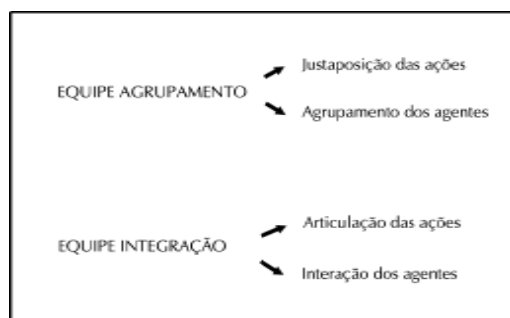 Justaposição das ações
EQUIPE AGRUPAMENTO
Agrupamento dos agentes
Articulação das ações
EQUIPE INTEGRAÇÃO
Interação dos agentes